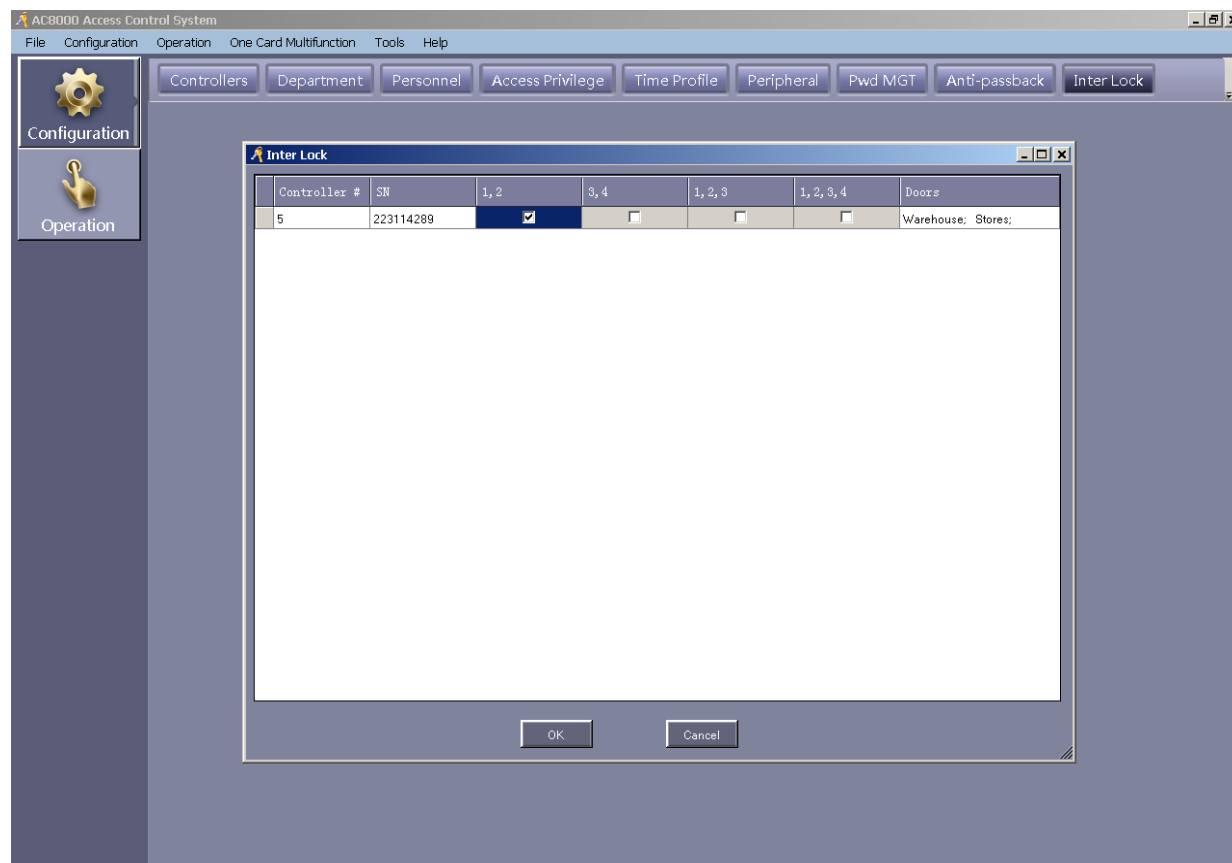 AC8000 Access Control System
File Configuration Operation One Card Multifunction Tools Help
Controllers Department Personnel Access Privilege Time Profile Peripheral Pwd MGT Anti-passback Inter Lock
Configuration
Operation
Inter Lock
Controller # SN 1,2 3,4 1,2,3 1,2,3,4 Doors
5 223114289 Warehouse; Stores;
OK Cancel